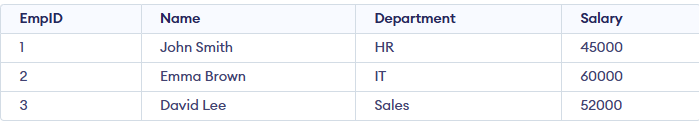 EmpID Name Department Salary
1 John Smith HR 45000
2 Emma Brown IT 60000
3 David Lee Sales 52000